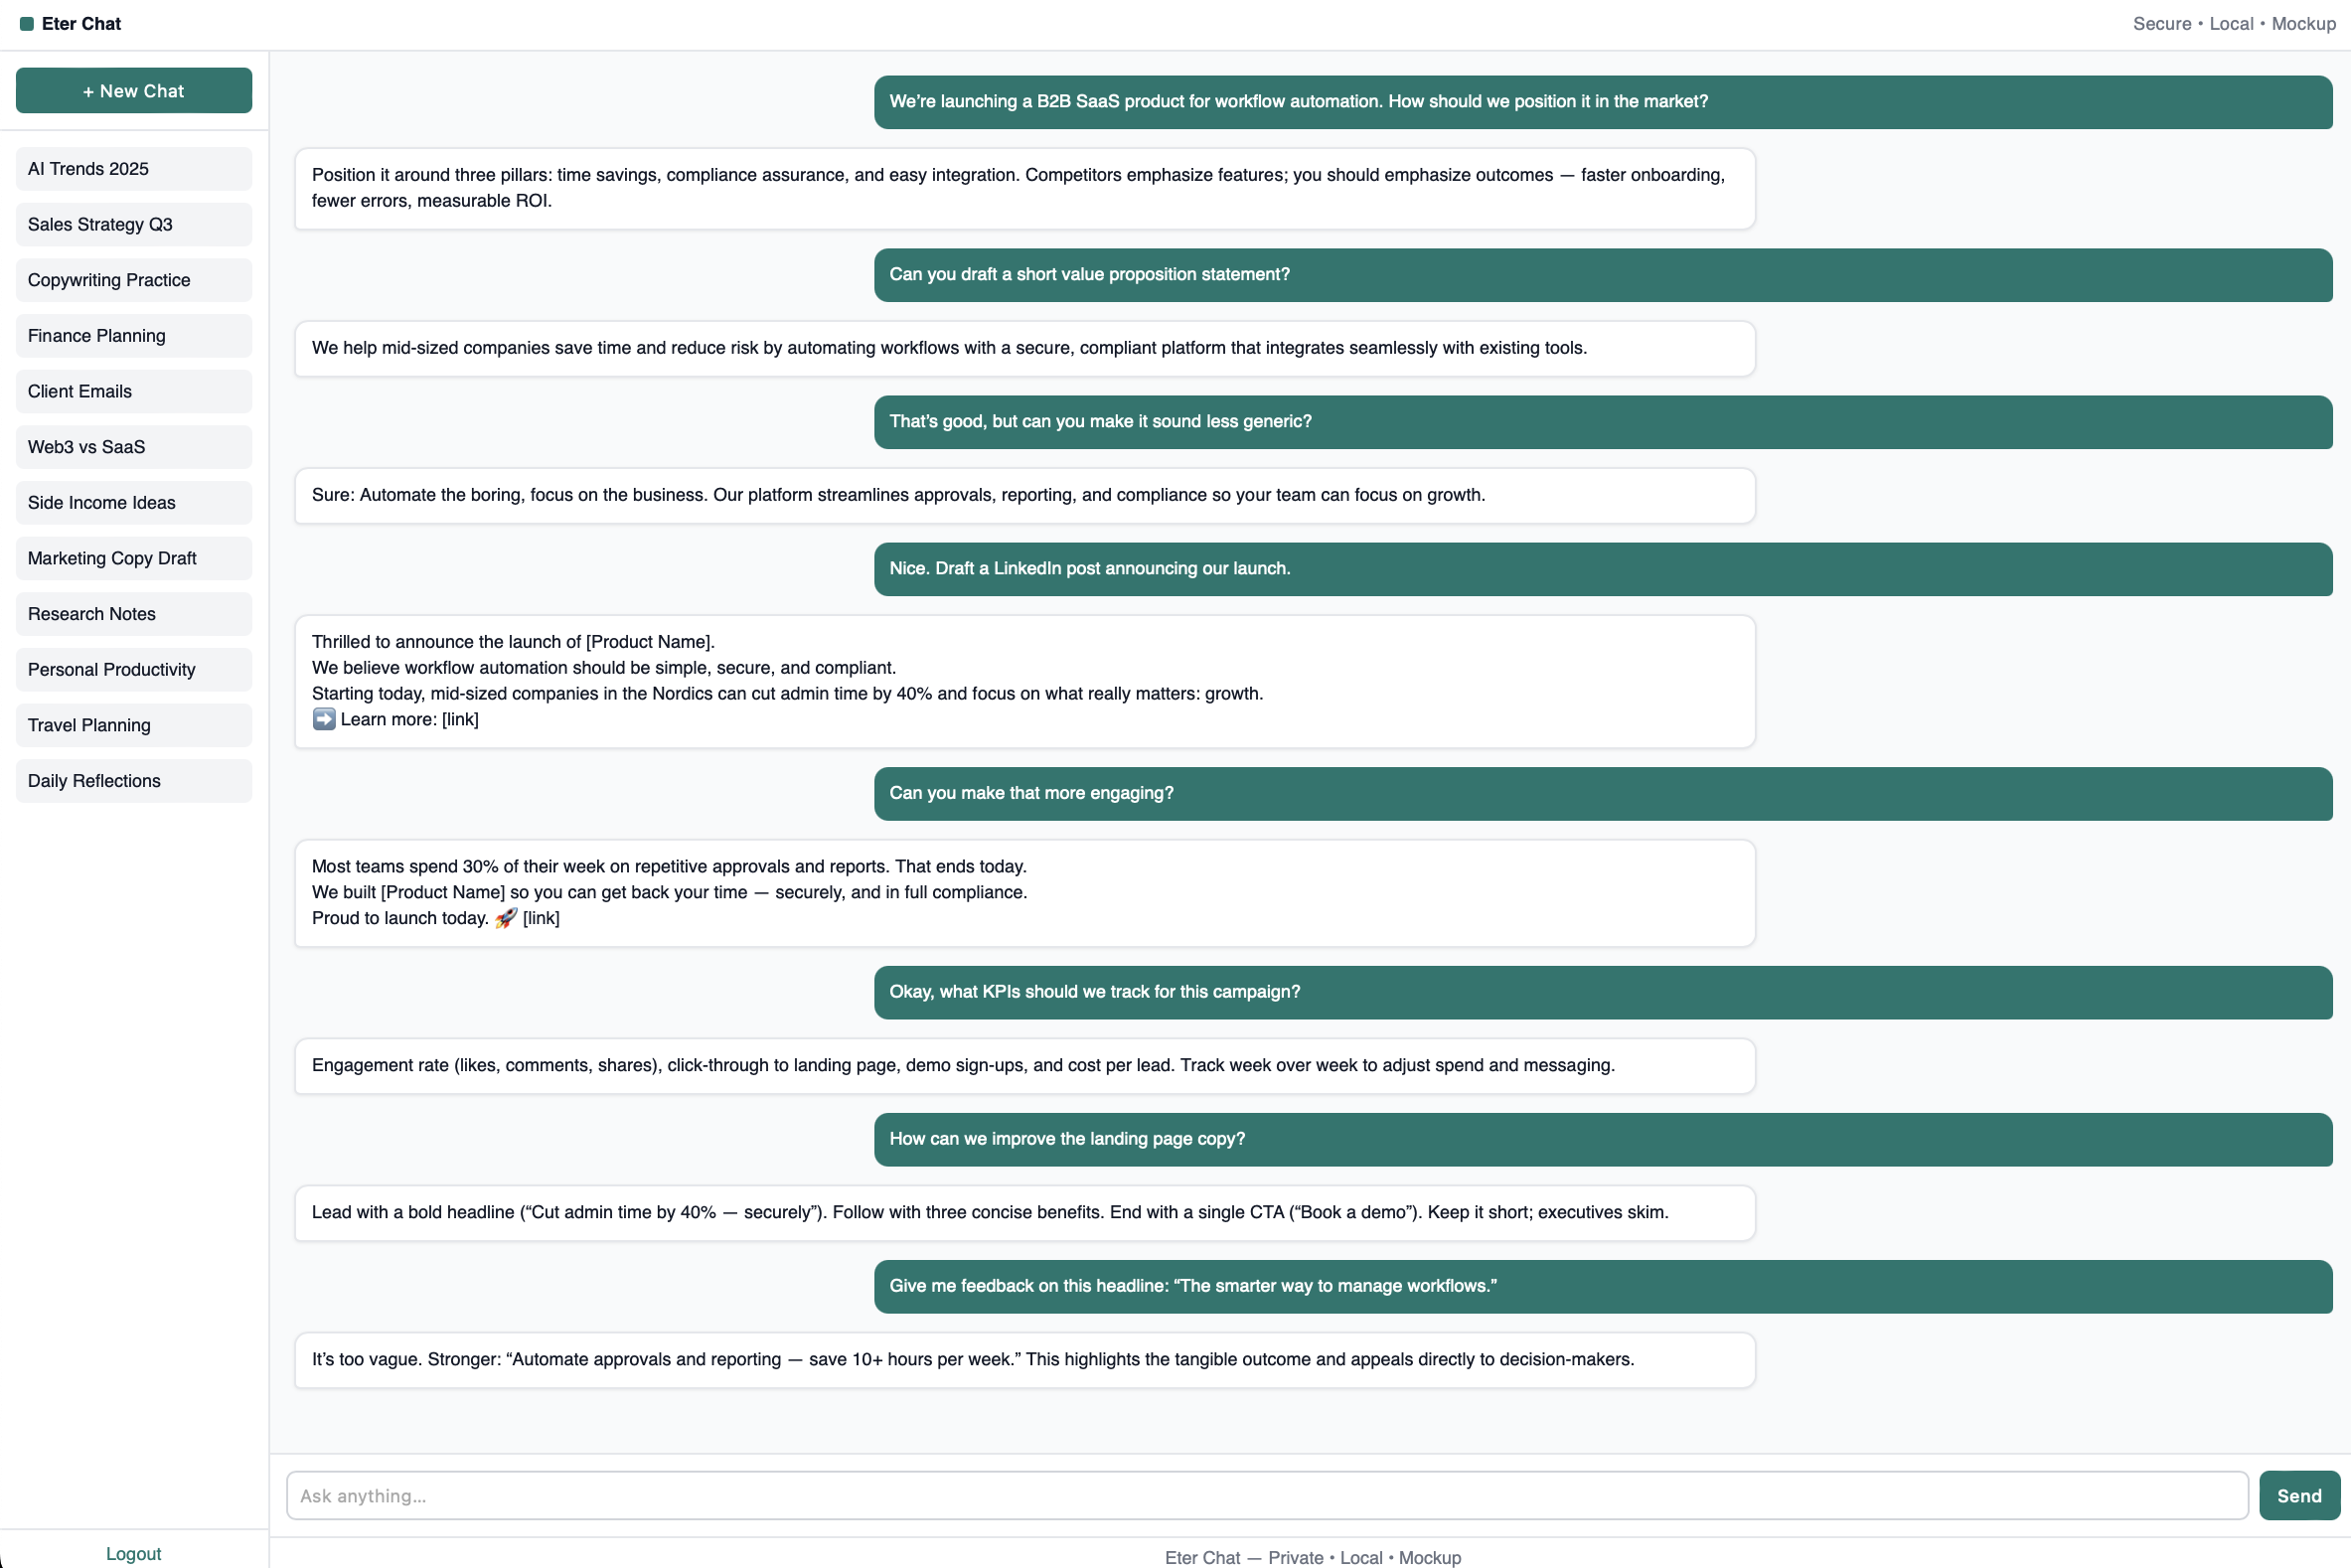 Eter Chat
Secure • Local • Mockup
+ New Chat
AI Trends 2025
Sales Strategy Q3
Copywriting Practice
Finance Planning
Client Emails
Web3 vs SaaS
Side Income Ideas
Marketing Copy Draft
Research Notes
Personal Productivity
Travel Planning
Daily Reflections
Logout
We’re launching a B2B SaaS product for workflow automation. How should we position it in the market?
Position it around three pillars: time savings, compliance assurance, and easy integration. Competitors emphasize features; you should emphasize outcomes — faster onboarding,
fewer errors, measurable ROI.
Can you draft a short value proposition statement?
We help mid-sized companies save time and reduce risk by automating workflows with a secure, compliant platform that integrates seamlessly with existing tools.
That’s good, but can you make it sound less generic?
Sure: Automate the boring, focus on the business. Our platform streamlines approvals, reporting, and compliance so your team can focus on growth.
Nice. Draft a LinkedIn post announcing our launch.
Thrilled to announce the launch of [Product Name].
We believe workflow automation should be simple, secure, and compliant.
Starting today, mid-sized companies in the Nordics can cut admin time by 40% and focus on what really matters: growth.
➡️ Learn more: [link]
Can you make that more engaging?
Most teams spend 30% of their week on repetitive approvals and reports. That ends today.
We built [Product Name] so you can get back your time — securely, and in full compliance.
Proud to launch today. 🚀 [link]
Okay, what KPIs should we track for this campaign?
Engagement rate (likes, comments, shares), click-through to landing page, demo sign-ups, and cost per lead. Track week over week to adjust spend and messaging.
How can we improve the landing page copy?
Lead with a bold headline (“Cut admin time by 40% — securely”). Follow with three concise benefits. End with a single CTA (“Book a demo”). Keep it short; executives skim.
Give me feedback on this headline: “The smarter way to manage workflows.”
It’s too vague. Stronger: “Automate approvals and reporting — save 10+ hours per week.” This highlights the tangible outcome and appeals directly to decision-makers.
Ask anything...
Send
Eter Chat — Private • Local • Mockup